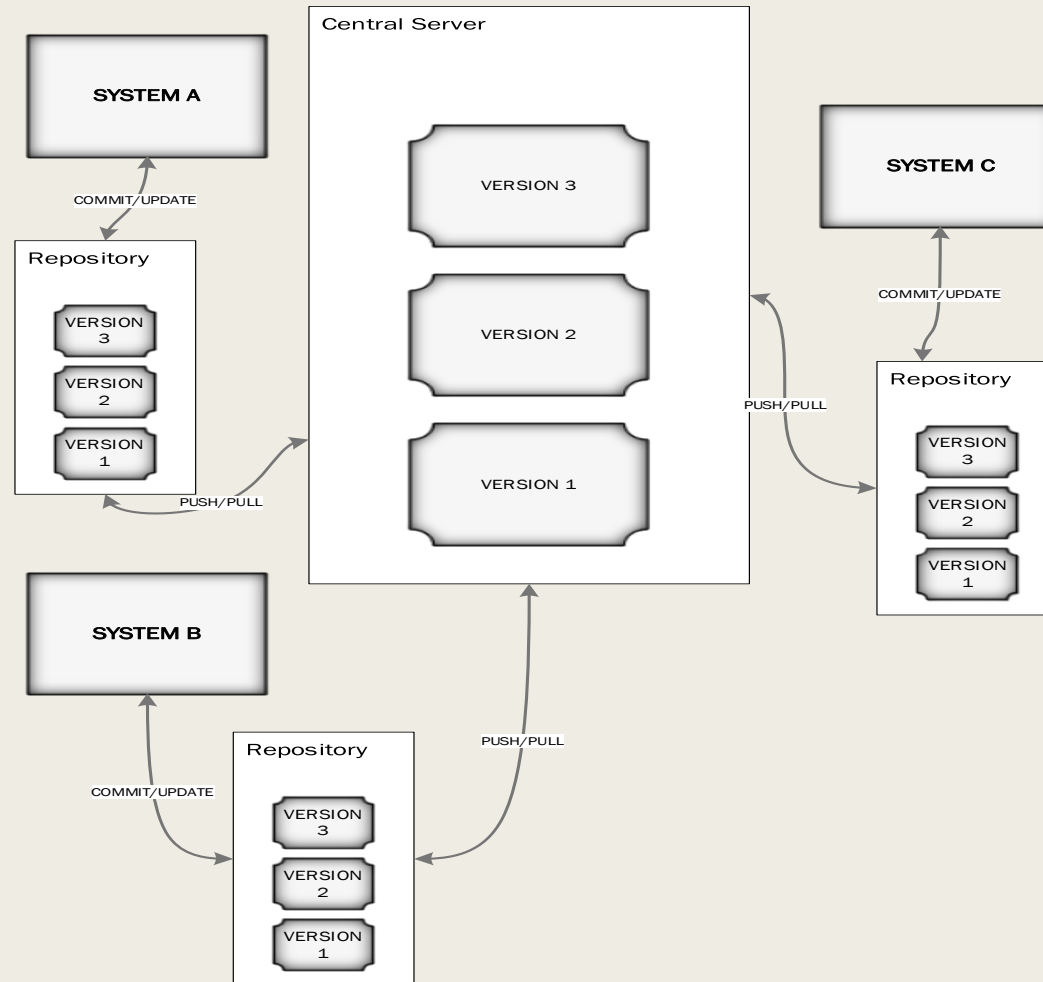 Central Server
VERSION 3
VERSION 2
VERSION 1
SYSTEM A
COMMIT/UPDATE
Repository
VERSION
3
VERSION
2
VERSION
1
PUSH/PULL
SYSTEM C
COMMIT/UPDATE
Repository
VERSION
3
VERSION
2
VERSION
1
PUSH/PULL
SYSTEM B
COMMIT/UPDATE
Repository
VERSION
3
VERSION
2
VERSION
1
PUSH/PULL